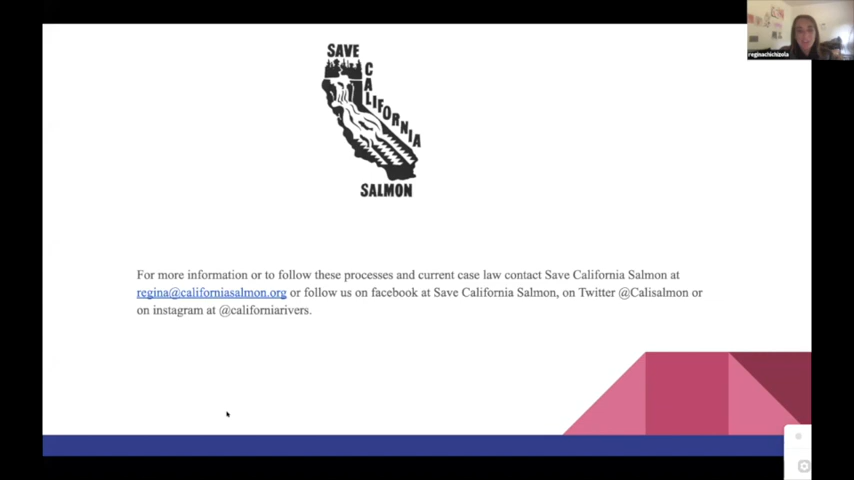 reginachichizola
SAVE
CALIFORNIA
SALMON
For more information or to follow these processes and current case law contact Save California Salmon at
regina@californiasalmon.org or follow us on facebook at Save California Salmon, on Twitter @Calisalmon or
on instagram at @californiarivers.